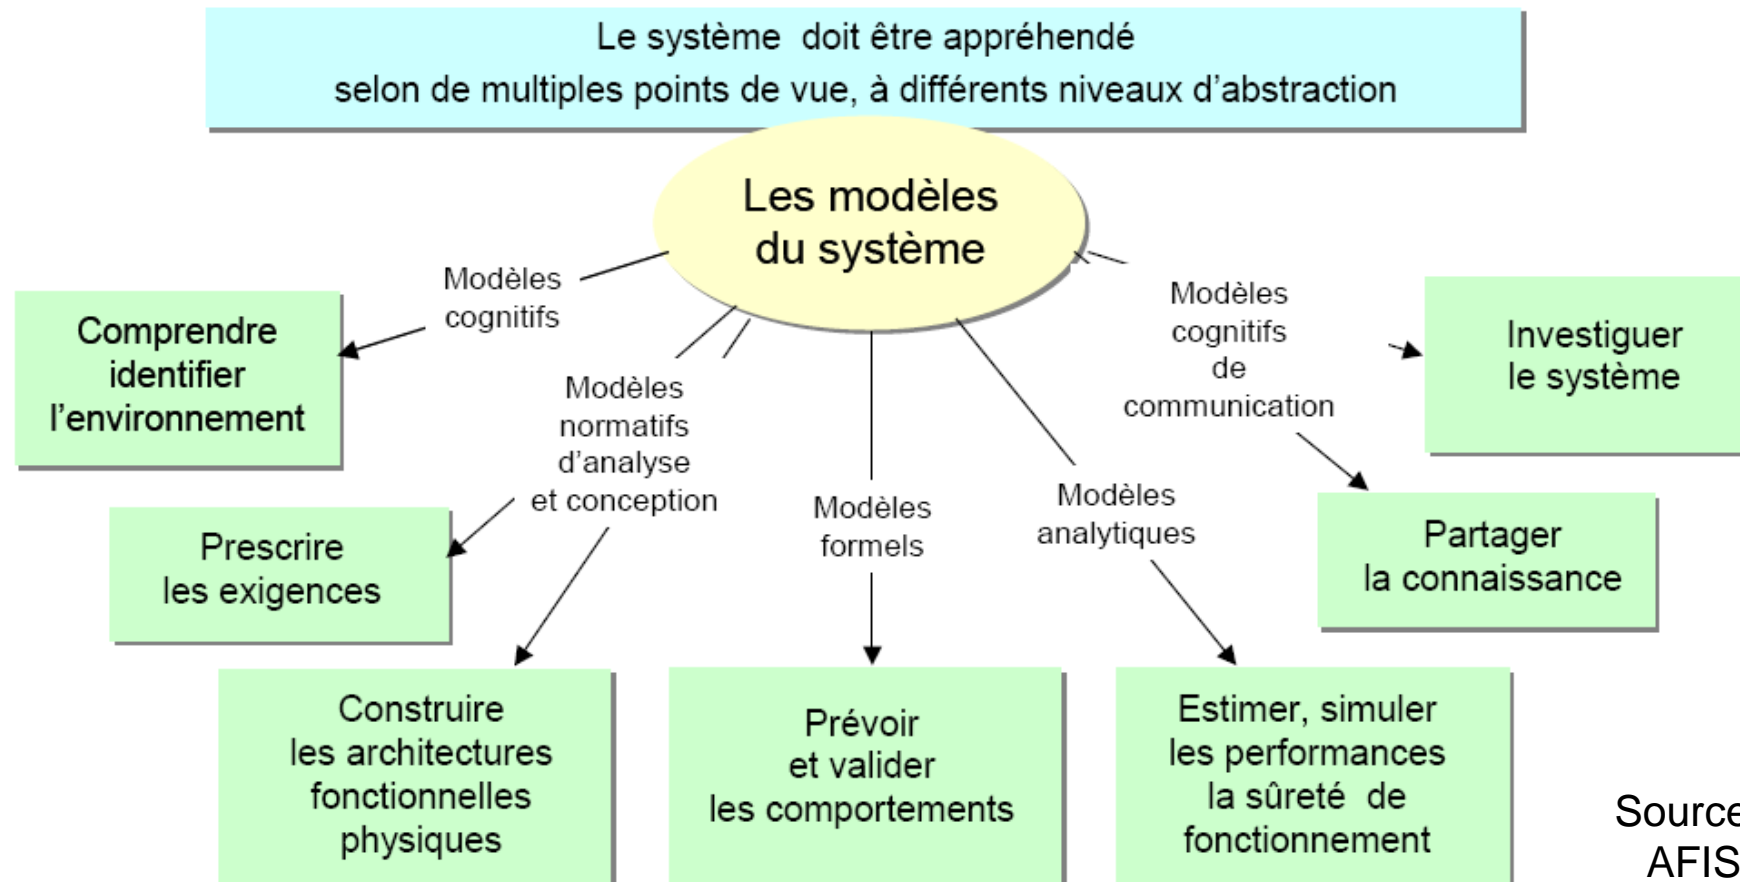 Le système doit être appréhendé
selon de multiples points de vue, à différents niveaux d'abstraction
Les modèles
du système
Modèles
cognitifs
Comprendre
identifier
l'environnement
Modèles
normatifs
d'analyse
et conception
Prescrire
les exigences
Construire
les architectures
fonctionnelles
physiques
Modèles
formels
Prévoir
et valider
les comportements
Modèles
analytiques
Estimer, simuler
les performances
la sûreté de
fonctionnement
Modèles
cognitifs
de
communication
Investiguer
le système
Partager
la connaissance
Source
AFIS